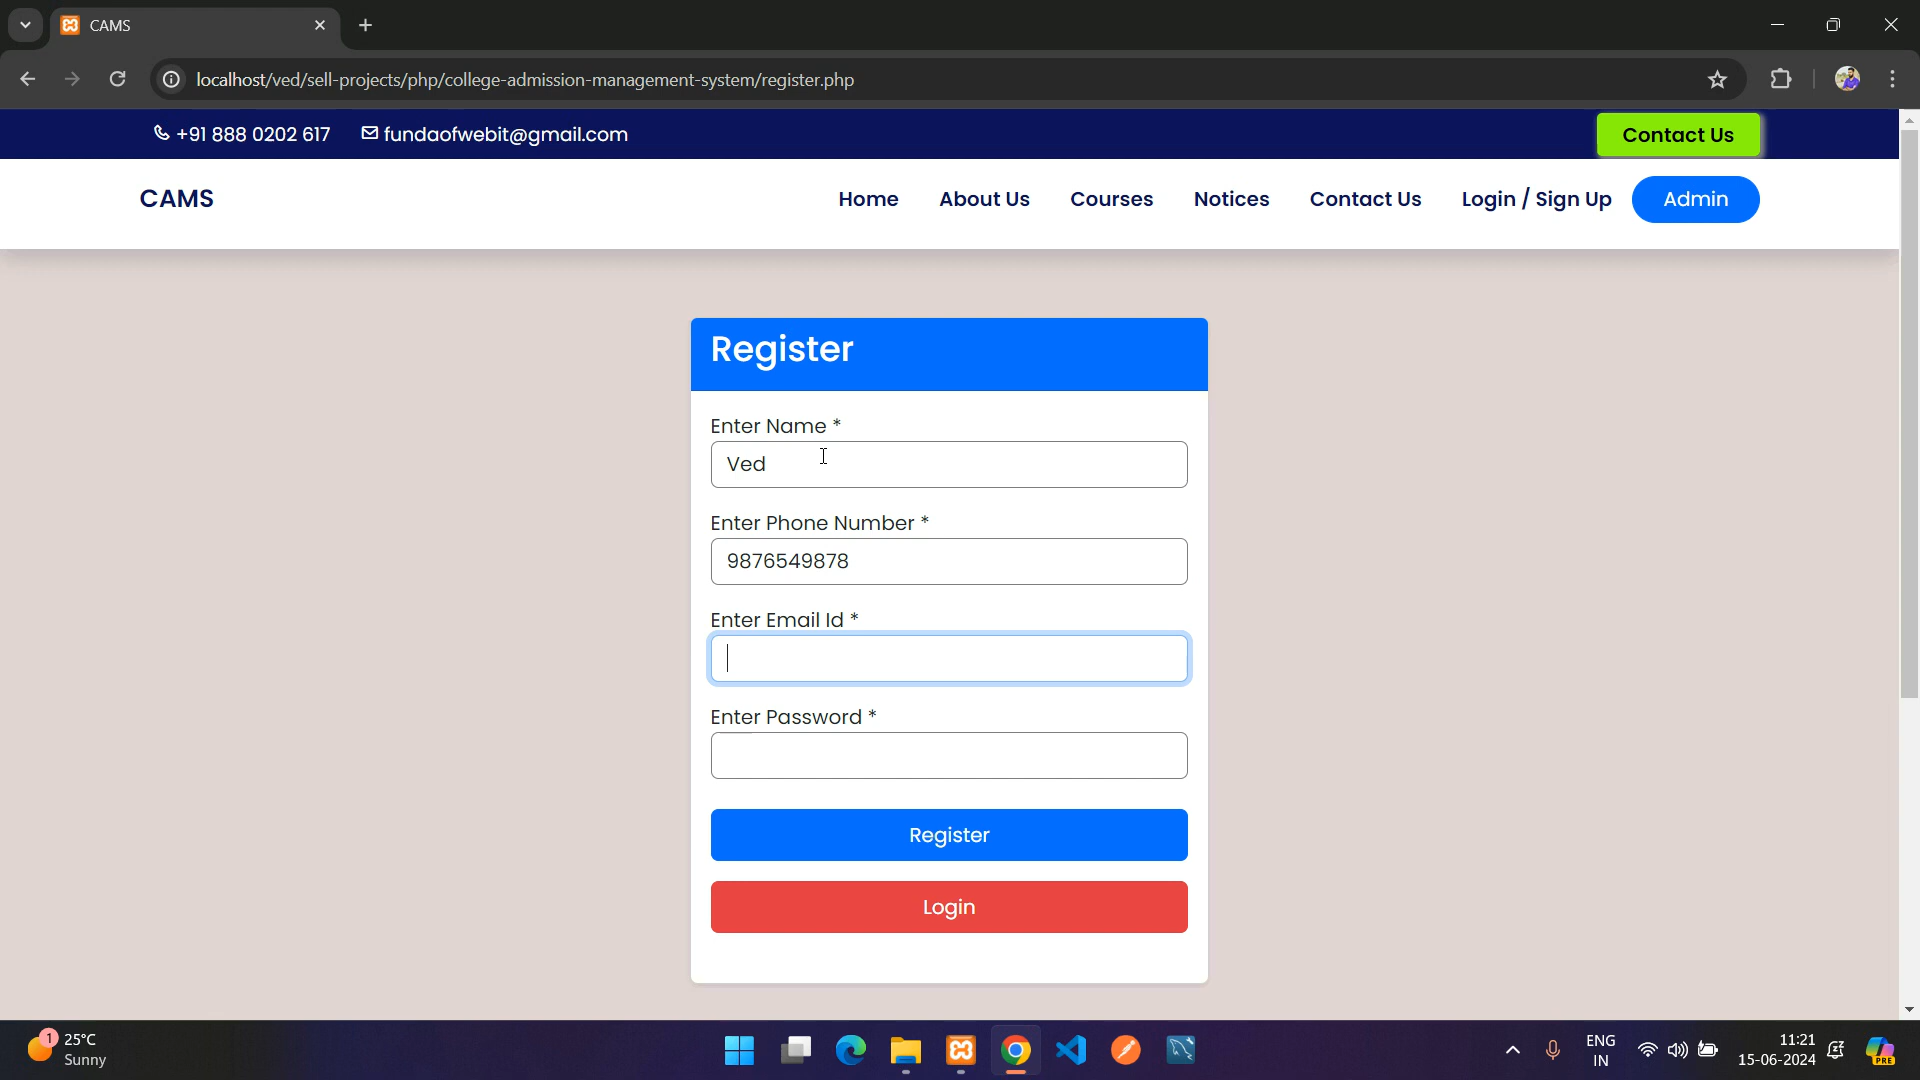 CAMS
localhost/ved/sell-projects/php/college-admission-management-system/register.php
+91 888 0202 617 fundaofwebit@gmail.com Contact Us
CAMS Home About Us Courses Notices Contact Us Login / Sign Up Admin
Register
Enter Name *
Ved
Enter Phone Number *
9876549878
Enter Email Id *
Enter Password *
Register
Login
1 25°C ENG 11:21
Sunny IN 15-06-2024 PRE